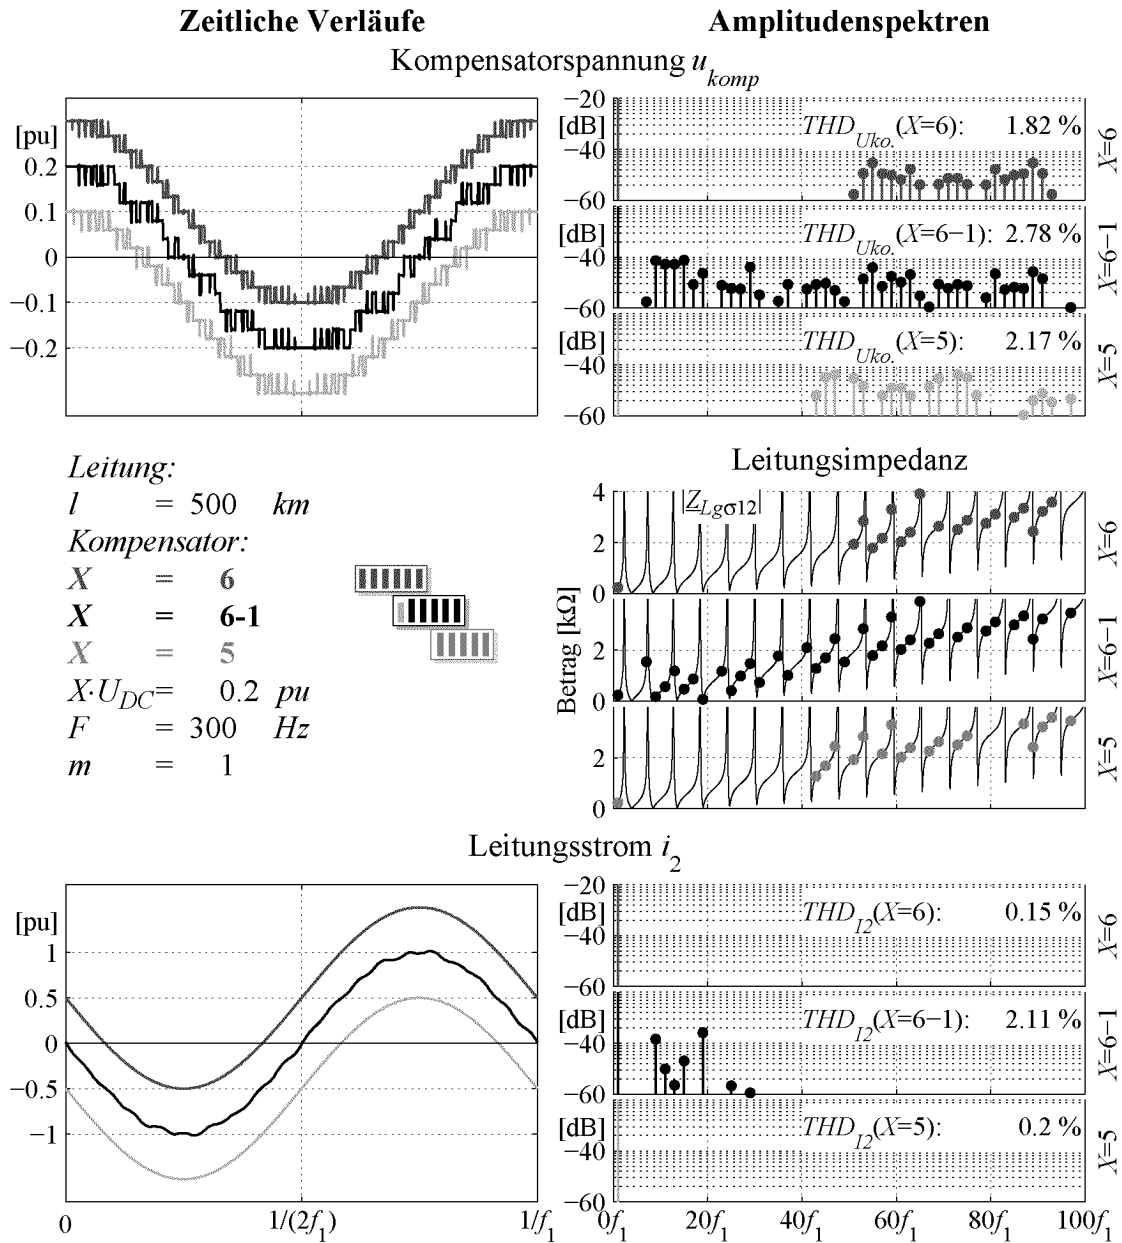 Zeitliche Verläufe
Amplitudenspektren
Kompensatorspannung u_komp
[pu]
0.2
0.1
0
−0.1
−0.2
−20
[dB]
−40
−60
THD_Uko.(X=6): 1.82 %
X=6
[dB]
−40
−60
THD_Uko.(X=6−1): 2.78 %
X=6−1
[dB]
−40
−60
THD_Uko.(X=5): 2.17 %
X=5
Leitung:
l = 500 km
Kompensator:
X = 6
X = 6-1
X = 5
X·U_DC = 0.2 pu
F = 300 Hz
m = 1
Leitungsimpedanz
|Z_Lgσ12|
Betrag [kΩ]
4
2
0
X=6
2
0
X=6−1
2
0
X=5
Leitungsstrom i_2
[pu]
1
0.5
0
−0.5
−1
0
1/(2f_1)
1/f_1
−20
[dB]
−40
−60
THD_I2(X=6): 0.15 %
X=6
[dB]
−40
−60
THD_I2(X=6−1): 2.11 %
X=6−1
[dB]
−40
−60
THD_I2(X=5): 0.2 %
X=5
0f_1 20f_1 40f_1 60f_1 80f_1 100f_1